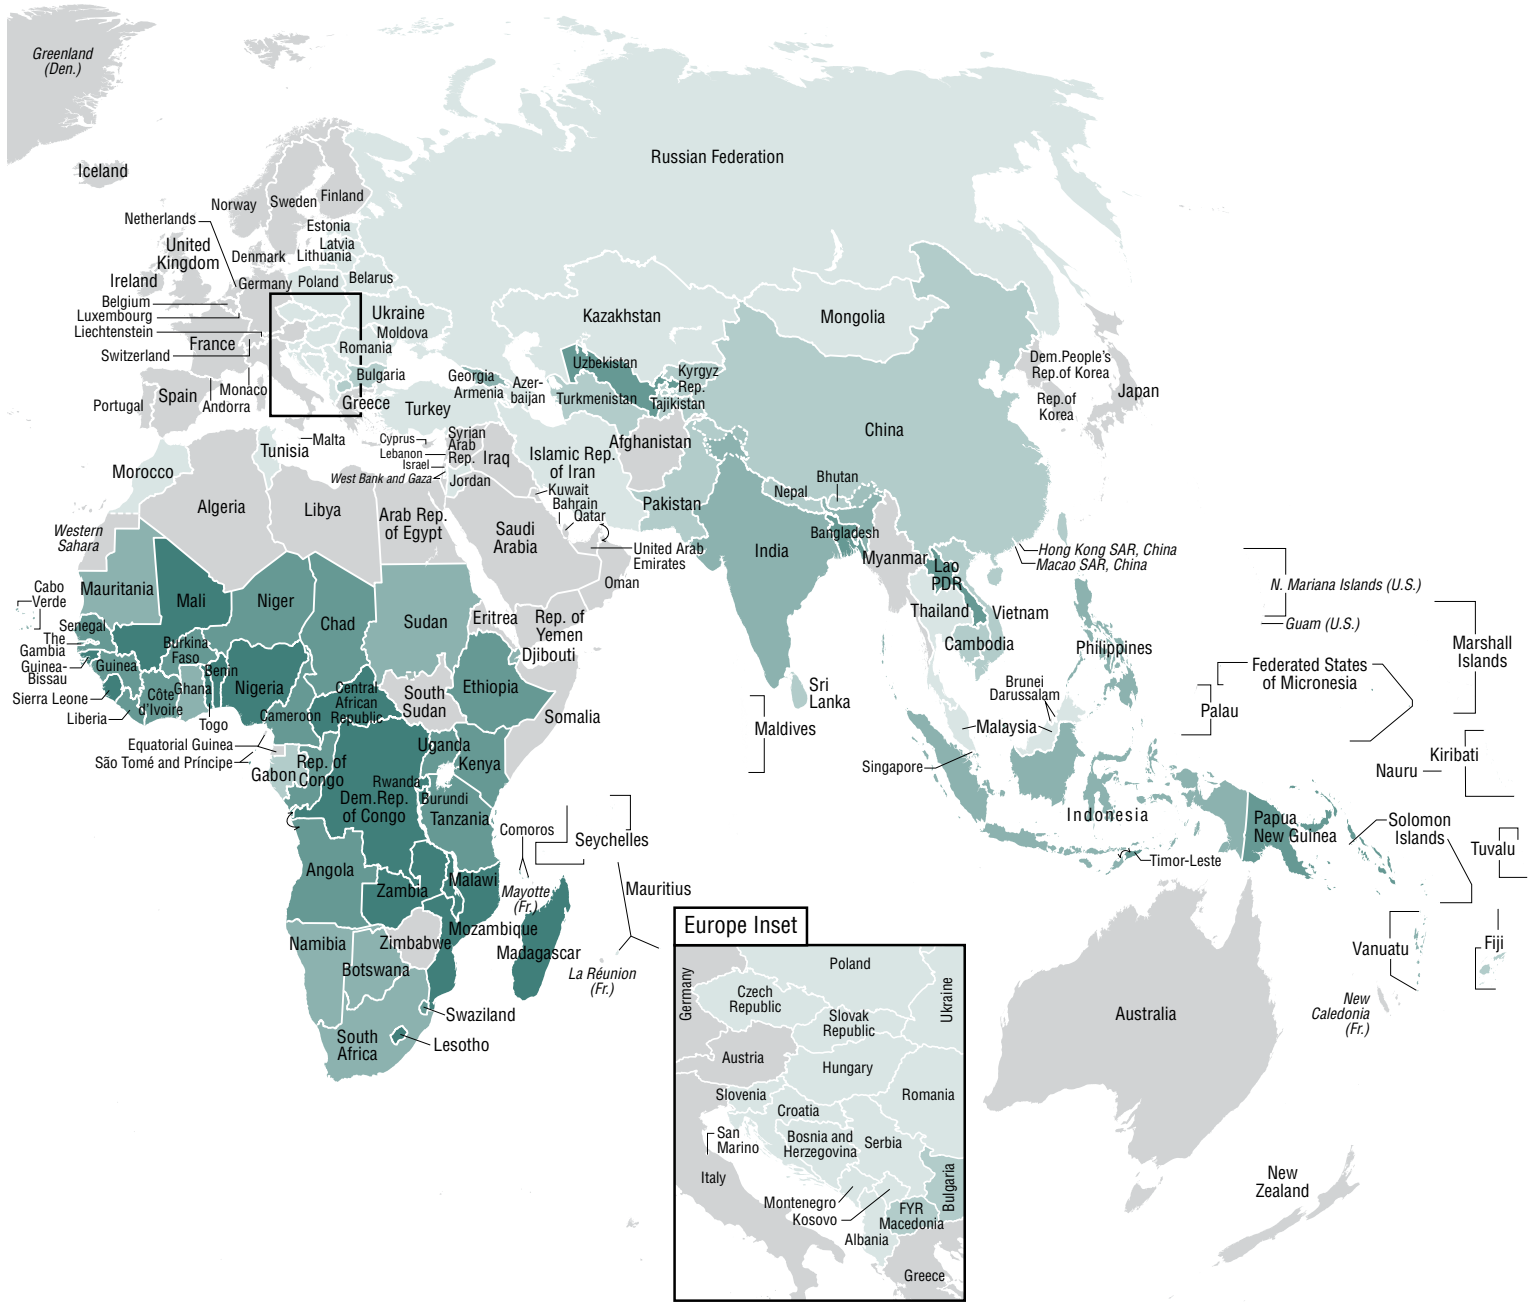 Greenland
(Den.)
Iceland
Norway
Sweden
Finland
Russian Federation
Netherlands
Estonia
Latvia
Lithuania
United
Kingdom
Denmark
Ireland
Germany
Poland
Belarus
Belgium
Luxembourg
Liechtenstein
Switzerland
France
Ukraine
Moldova
Romania
Bulgaria
Monaco
Andorra
Spain
Portugal
Greece
Turkey
Georgia
Armenia
Azer-
baijan
Kazakhstan
Mongolia
Uzbekistan
Turkmenistan
Kyrgyz
Rep.
Tajikistan
Dem.People's
Rep.of Korea
Rep.of
Korea
Japan
China
Malta
Tunisia
Morocco
Cyprus
Lebanon
Israel
West Bank and Gaza
Syrian
Arab
Rep.
Iraq
Jordan
Islamic Rep.
of Iran
Afghanistan
Kuwait
Bahrain
Qatar
Pakistan
Nepal
Bhutan
Bangladesh
India
Myanmar
Algeria
Libya
Arab Rep.
of Egypt
Saudi
Arabia
United Arab
Emirates
Oman
Western
Sahara
Hong Kong SAR, China
Macao SAR, China
Lao
PDR
Thailand
Vietnam
Cambodia
Philippines
N. Mariana Islands (U.S.)
Guam (U.S.)
Marshall
Islands
Federated States
of Micronesia
Palau
Kiribati
Nauru
Cabo
Verde
Mauritania
Mali
Niger
Chad
Sudan
Eritrea
Rep. of
Yemen
Djibouti
Senegal
The
Gambia
Guinea-
Bissau
Guinea
Sierra Leone
Liberia
Burkina
Faso
Benin
Côte
d'Ivoire
Ghana
Togo
Nigeria
Cameroon
Central
African
Republic
South
Sudan
Ethiopia
Somalia
Equatorial Guinea
São Tomé and Príncipe
Gabon
Rep. of
Congo
Uganda
Kenya
Rwanda
Dem.Rep.
of Congo
Burundi
Tanzania
Sri
Lanka
Maldives
Brunei
Darussalam
Malaysia
Singapore
Indonesia
Papua
New Guinea
Timor-Leste
Solomon
Islands
Tuvalu
Vanuatu
Fiji
New
Caledonia
(Fr.)
Comoros
Seychelles
Mayotte
(Fr.)
Mauritius
La Réunion
(Fr.)
Angola
Zambia
Malawi
Mozambique
Madagascar
Namibia
Zimbabwe
Botswana
Swaziland
South
Africa
Lesotho
Australia
New
Zealand
Europe Inset
Germany
Poland
Czech
Republic
Ukraine
Slovak
Republic
Austria
Hungary
Slovenia
Romania
Croatia
San
Marino
Bosnia and
Herzegovina
Serbia
Italy
Bulgaria
Montenegro
Kosovo
FYR
Macedonia
Albania
Greece